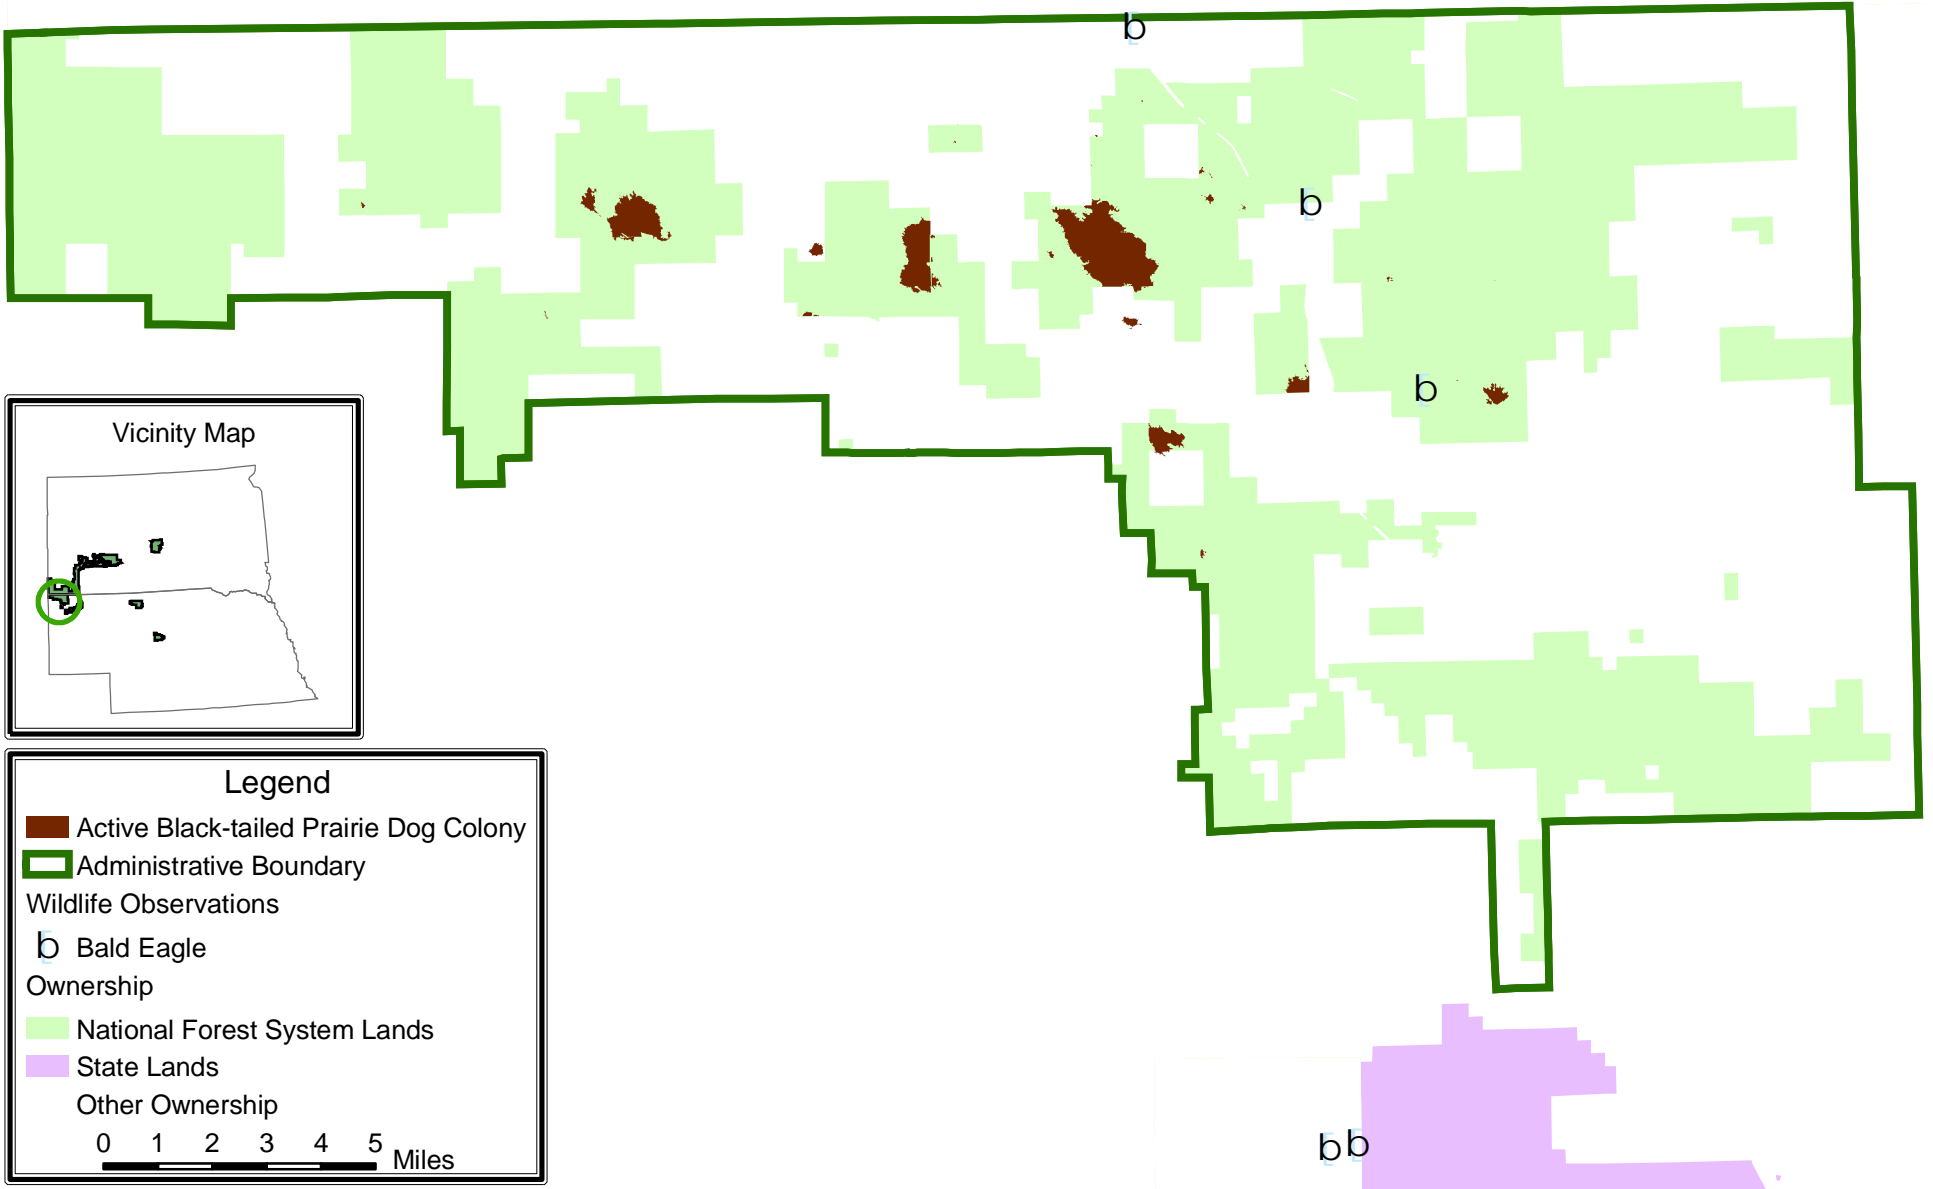 b
b
b
Vicinity Map
Legend
Active Black-tailed Prairie Dog Colony
Administrative Boundary
Wildlife Observations
b Bald Eagle
Ownership
National Forest System Lands
State Lands
Other Ownership
0 1 2 3 4 5
Miles
b b